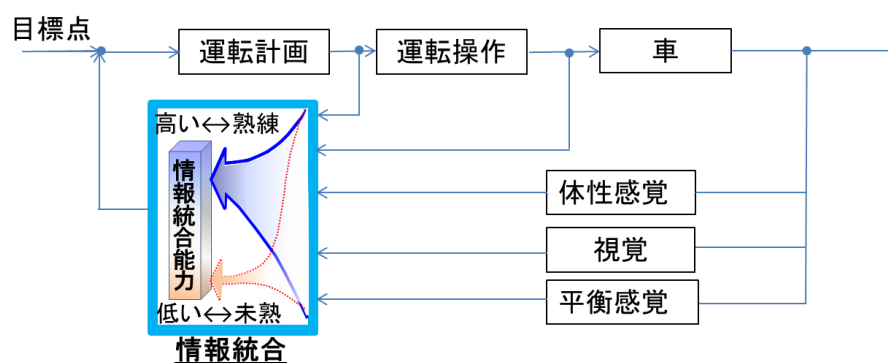 目標点
運転計画
運転操作
車
高い↔熟練
情報統合能力
体性感覚
視覚
平衡感覚
低い↔未熟
情報統合